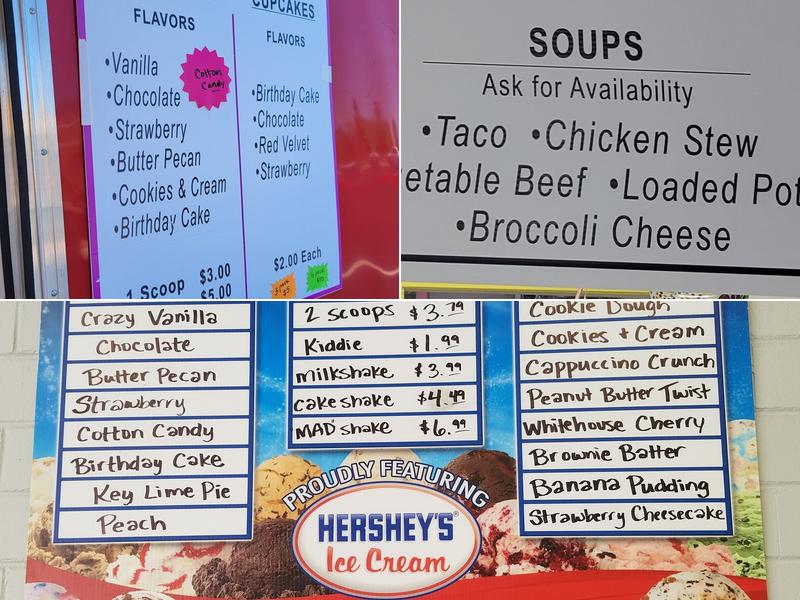 FLAVORS
•Vanilla
•Chocolate
•Strawberry
•Butter Pecan
•Cookies & Cream
•Birthday Cake
Cotton
Candy
1 Scoop $3.00
$5.00
CUPCAKES
FLAVORS
•Birthday Cake
•Chocolate
•Red Velvet
•Strawberry
$2.00 Each
SOUPS
Ask for Availability
•Taco •Chicken Stew
etable Beef •Loaded Pot
•Broccoli Cheese
Crazy Vanilla
Chocolate
Butter Pecan
Strawberry
Cotton Candy
Birthday Cake
Key Lime Pie
Peach
2 scoops $3.79
Kiddie $1.99
milkshake $3.99
cakeshake $4.49
MAD shake $6.99
PROUDLY FEATURING
HERSHEY'S®
Ice Cream
Cookie Dough
Cookies + Cream
Cappuccino Crunch
Peanut Butter Twist
Whitehouse Cherry
Brownie Batter
Banana Pudding
Strawberry Cheesecake